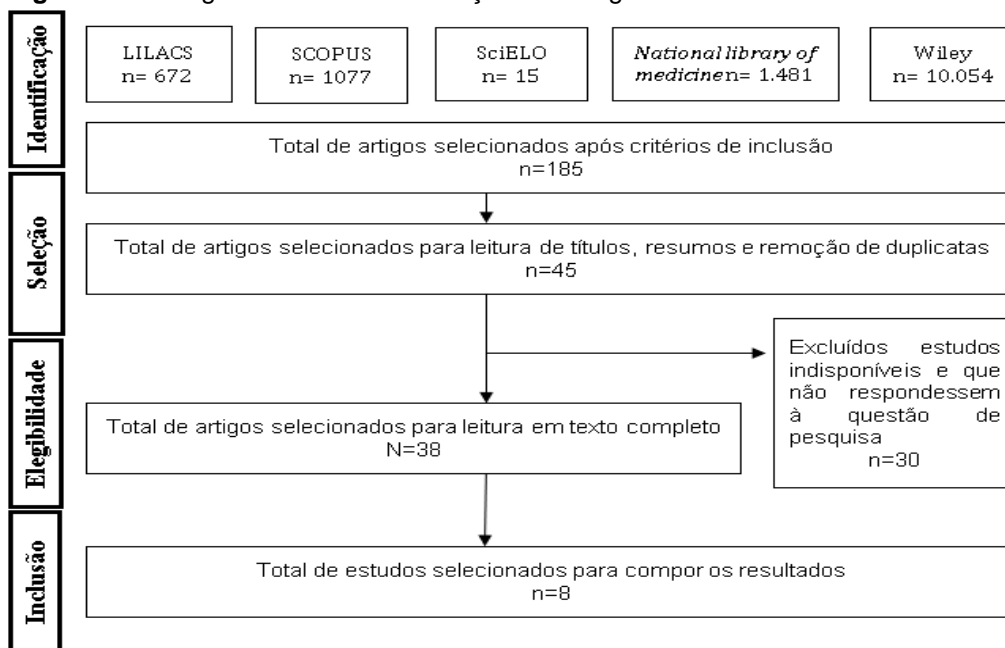 Identificação
LILACS
n= 672
SCOPUS
n= 1077
SciELO
n= 15
National library of
medicinen= 1.481
Wiley
n= 10.054
Total de artigos selecionados após critérios de inclusão
n=185
Seleção
Total de artigos selecionados para leitura de títulos, resumos e remoção de duplicatas
n=45
Elegibilidade
Excluídos estudos
indisponíveis e que
não respondessem
à questão de
pesquisa
n=30
Total de artigos selecionados para leitura em texto completo
N=38
Inclusão
Total de estudos selecionados para compor os resultados
n=8